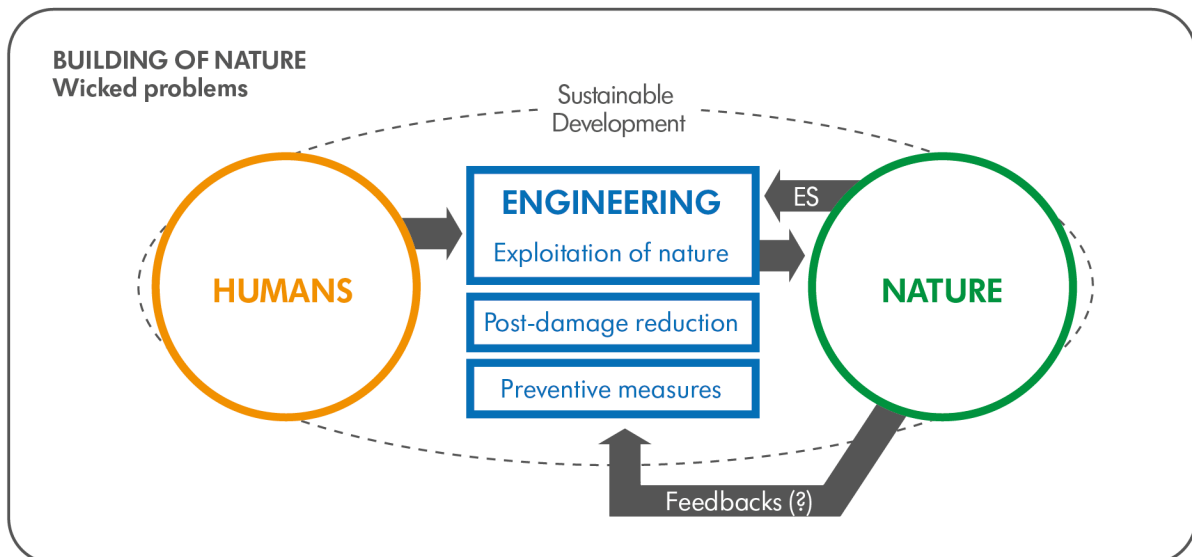 BUILDING OF NATURE
Wicked problems
Sustainable
Development
ENGINEERING
Exploitation of nature
ES
HUMANS
NATURE
Post-damage reduction
Preventive measures
Feedbacks (?)